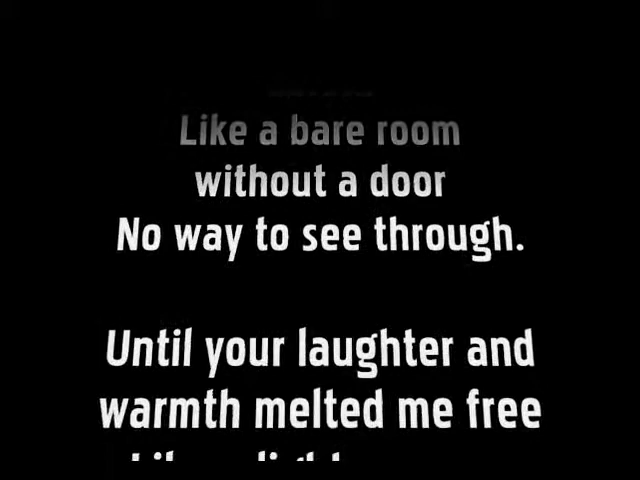 Like a bare room
without a door
No way to see through.
Until your laughter and
warmth melted me free